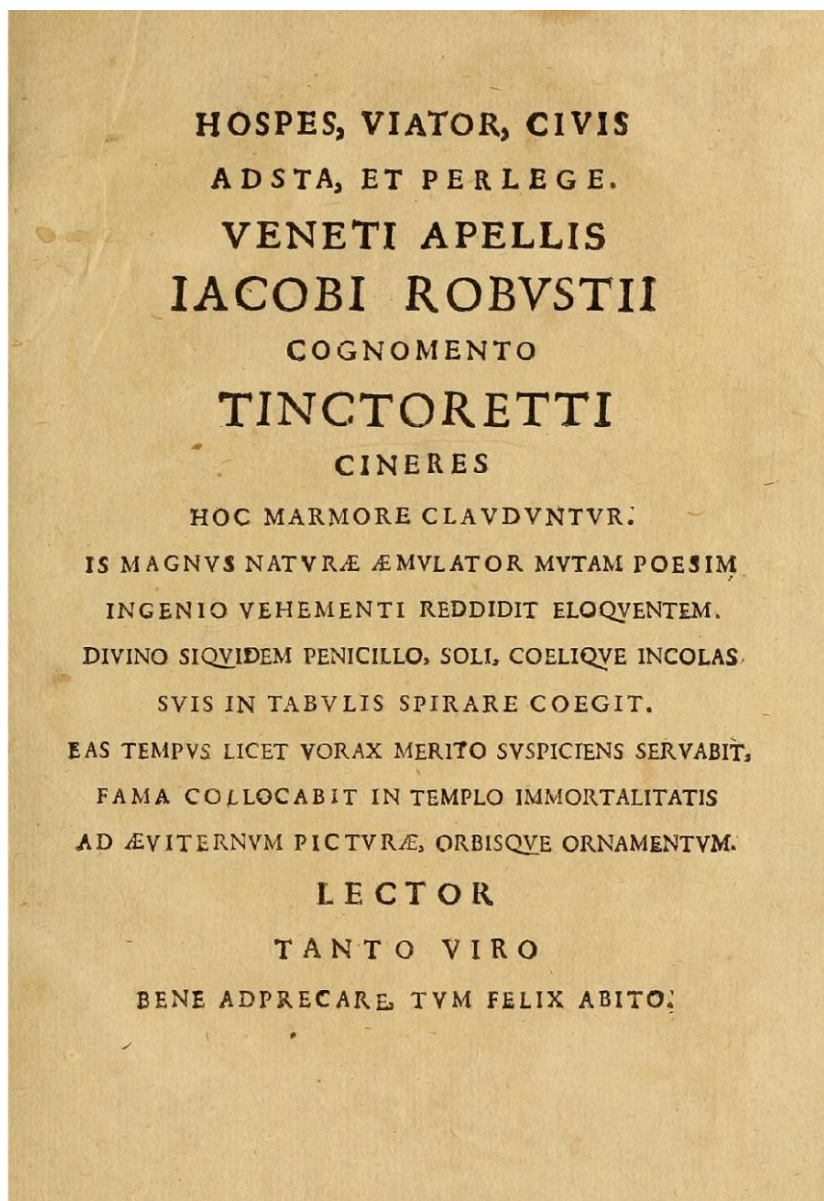 HOSPES, VIATOR, CIVIS
ADSTA, ET PERLEGE.
VENETI APELLIS
IACOBI ROBVSTII
COGNOMENTO
TINCTORETTI
CINERES
HOC MARMORE CLAVDVNTVR.
IS MAGNVS NATVRÆ ÆMVLATOR MVTAM POESIM
INGENIO VEHEMENTI REDDIDIT ELOQVENTEM.
DIVINO SIQVIDEM PENICILLO, SOLI, COELIQVE INCOLAS
SVIS IN TABVLIS SPIRARE COEGIT.
EAS TEMPVS LICET VORAX MERITO SVSPICIENS SERVABIT,
FAMA COLLOCABIT IN TEMPLO IMMORTALITATIS
AD ÆVITERNVM PICTVRÆ, ORBISQVE ORNAMENTVM.
LECTOR
TANTO VIRO
BENE ADPRECARE, TVM FELIX ABITO.